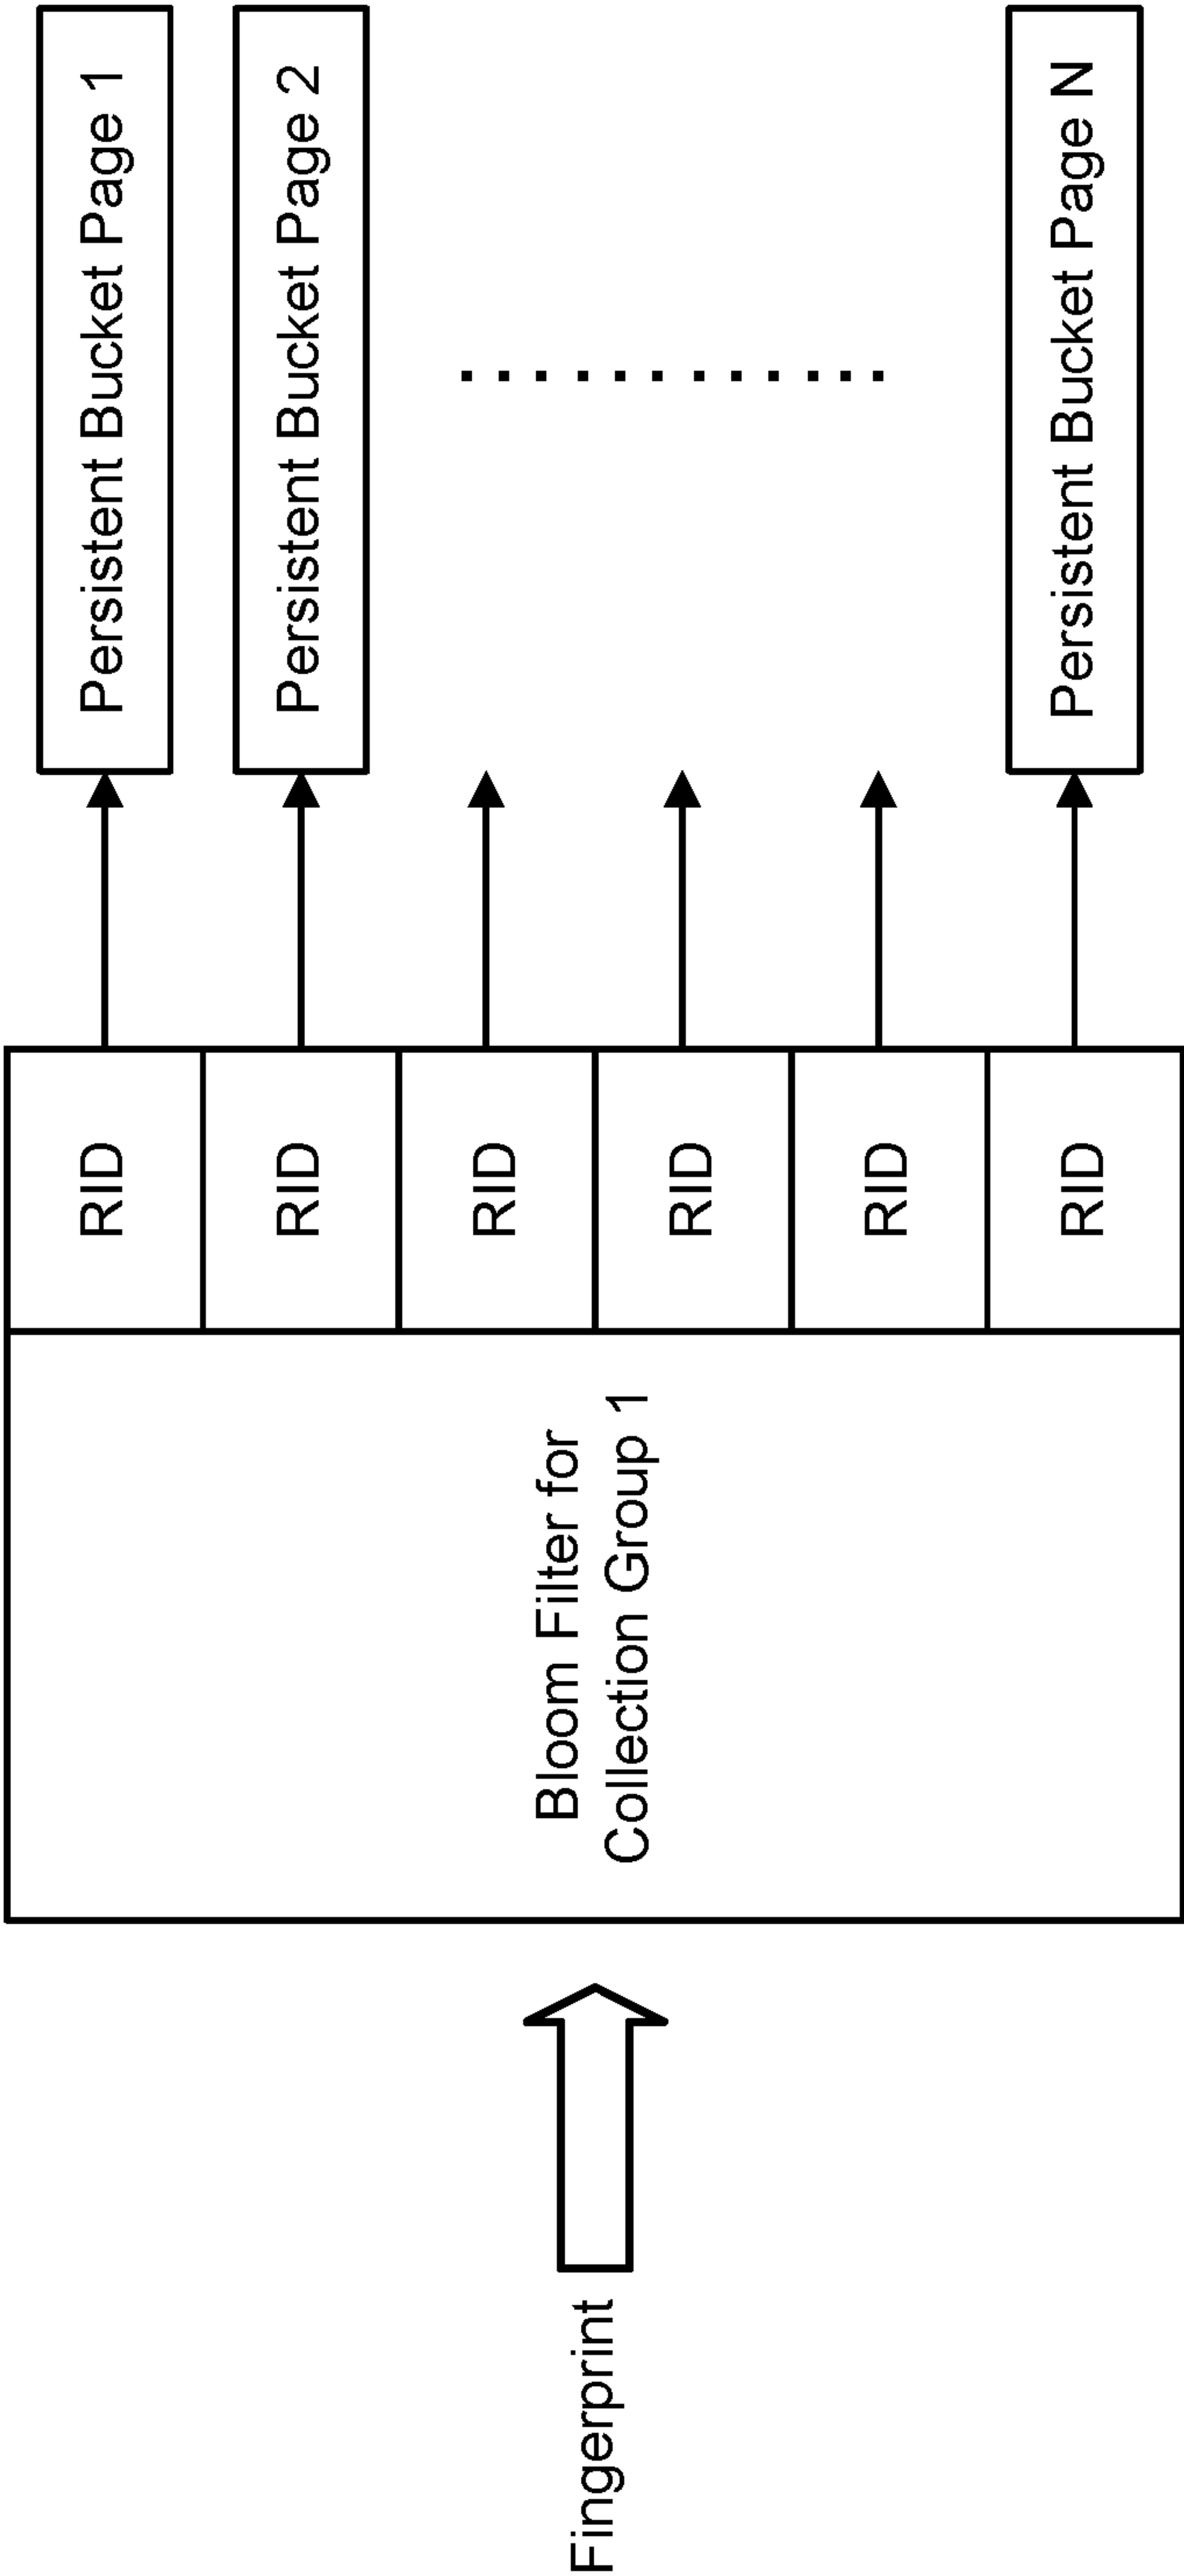 Fingerprint
Bloom Filter for
Collection Group 1
RID
RID
RID
RID
RID
RID
Persistent Bucket Page 1
Persistent Bucket Page 2
Persistent Bucket Page N